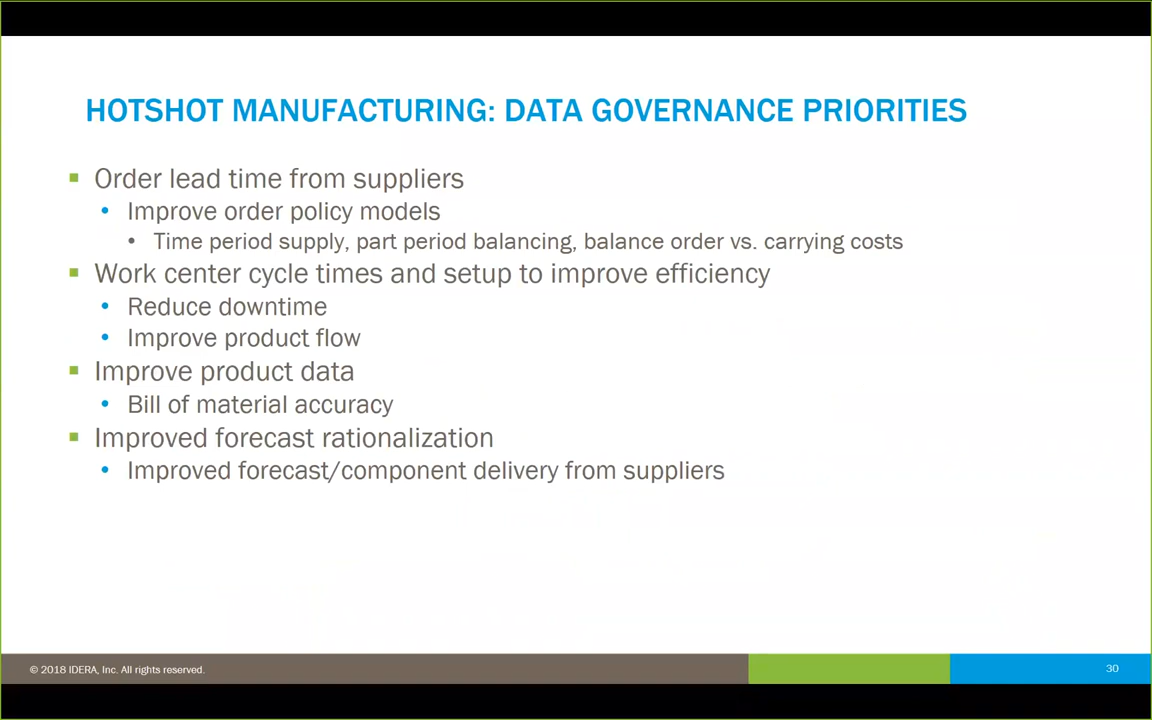 HOTSHOT MANUFACTURING: DATA GOVERNANCE PRIORITIES
Order lead time from suppliers
Improve order policy models
Time period supply, part period balancing, balance order vs. carrying costs
Work center cycle times and setup to improve efficiency
Reduce downtime
Improve product flow
Improve product data
Bill of material accuracy
Improved forecast rationalization
Improved forecast/component delivery from suppliers
© 2018 IDERA, Inc. All rights reserved.
30